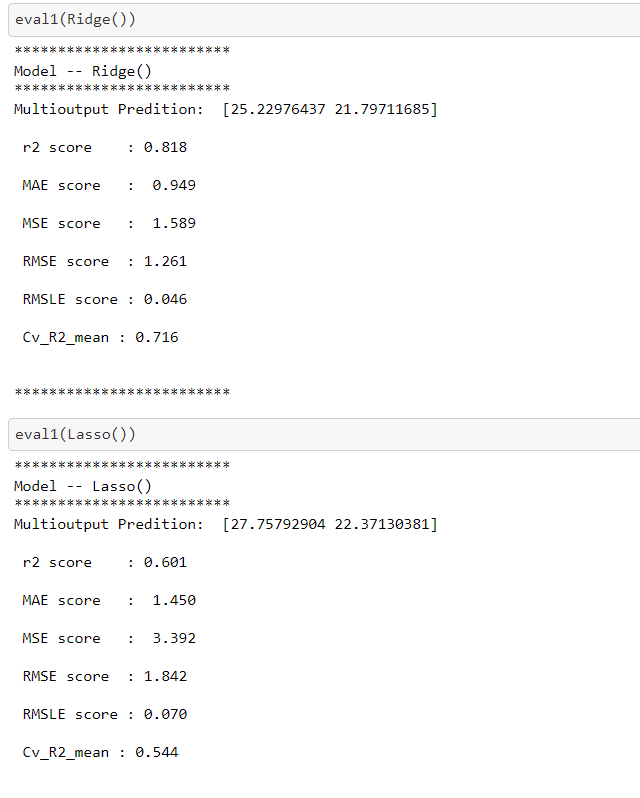 eval1(Ridge())
*************************
Model -- Ridge()
*************************
Multioutput Predition:  [25.22976437 21.79711685]
r2 score    : 0.818
MAE score   :  0.949
MSE score   :  1.589
RMSE score  : 1.261
RMSLE score : 0.046
Cv_R2_mean : 0.716
*************************
eval1(Lasso())
*************************
Model -- Lasso()
*************************
Multioutput Predition:  [27.75792904 22.37130381]
r2 score    : 0.601
MAE score   :  1.450
MSE score   :  3.392
RMSE score  : 1.842
RMSLE score : 0.070
Cv_R2_mean : 0.544